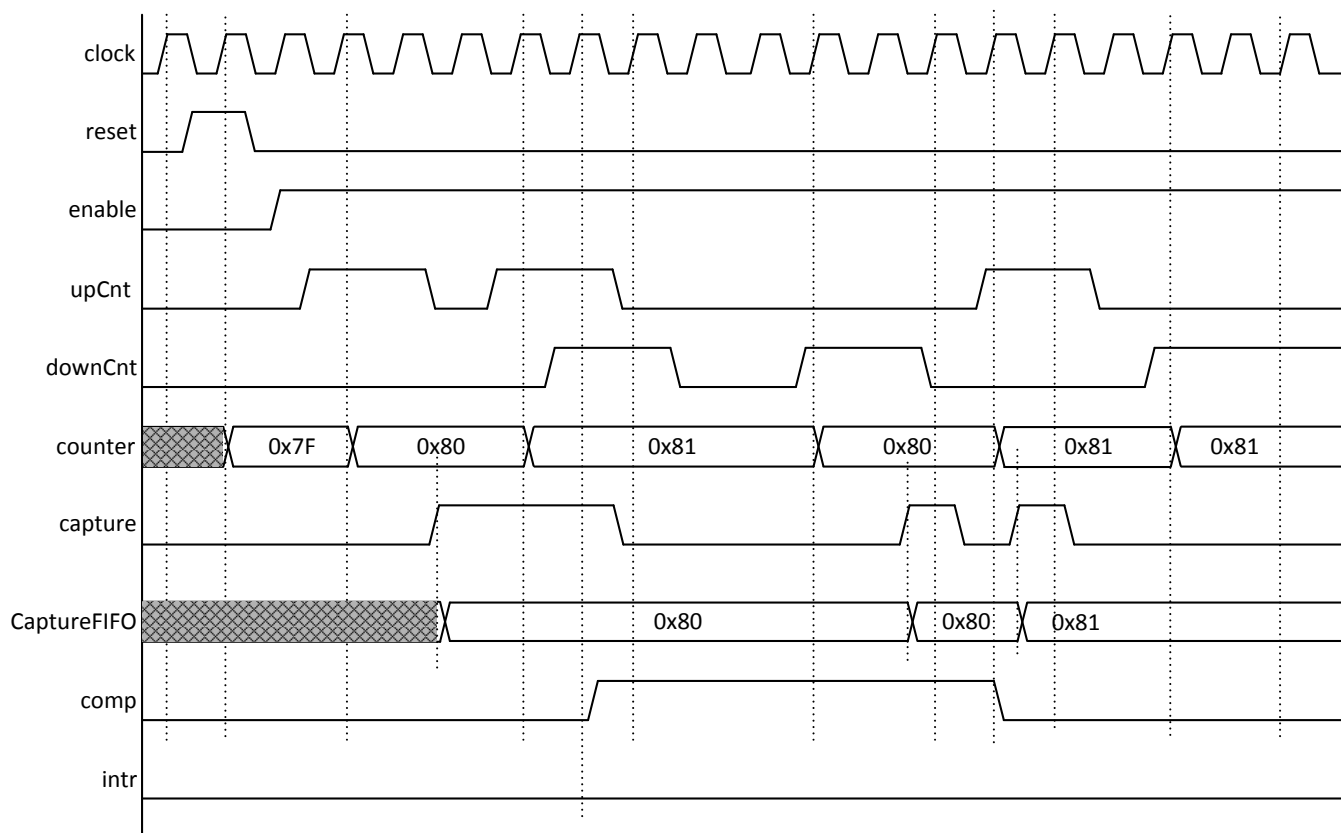 clock
reset
enable
upCnt
downCnt
counter 0x7F 0x80 0x81 0x80 0x81 0x81
capture
CaptureFIFO 0x80 0x80 0x81
comp
intr